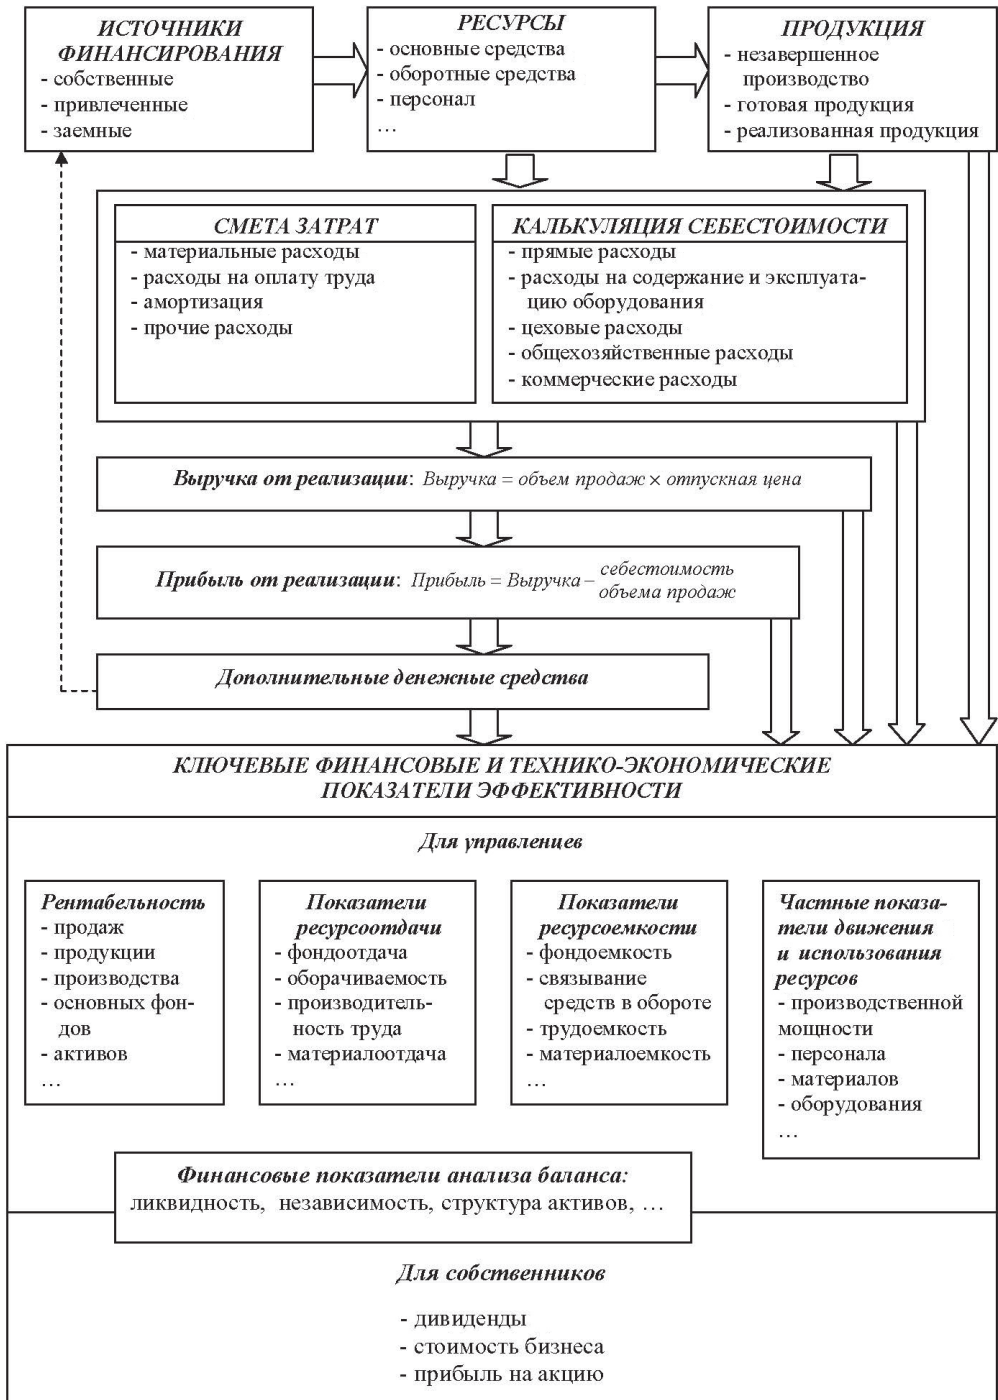 ИСТОЧНИКИ
ФИНАНСИРОВАНИЯ
- собственные
- привлеченные
- заемные
РЕСУРСЫ
- основные средства
- оборотные средства
- персонал
…
ПРОДУКЦИЯ
- незавершенное
производство
- готовая продукция
- реализованная продукция
СМЕТА ЗАТРАТ
- материальные расходы
- расходы на оплату труда
- амортизация
- прочие расходы
КАЛЬКУЛЯЦИЯ СЕБЕСТОИМОСТИ
- прямые расходы
- расходы на содержание и эксплуата-
цию оборудования
- цеховые расходы
- общехозяйственные расходы
- коммерческие расходы
Выручка от реализации: Выручка = объем продаж × отпускная цена
Прибыль от реализации: Прибыль = Выручка – себестоимость
объема продаж
Дополнительные денежные средства
КЛЮЧЕВЫЕ ФИНАНСОВЫЕ И ТЕХНИКО-ЭКОНОМИЧЕСКИЕ
ПОКАЗАТЕЛИ ЭФФЕКТИВНОСТИ
Для управленцев
Рентабельность
- продаж
- продукции
- производства
- основных фон-
дов
- активов
…
Показатели
ресурсоотдачи
- фондоотдача
- оборачиваемость
- производитель-
ность труда
- материалоотдача
…
Показатели
ресурсоемкости
- фондоемкость
- связывание
средств в обороте
- трудоемкость
- материалоемкость
…
Частные показа-
тели движения
и использования
ресурсов
- производственной
мощности
- персонала
- материалов
- оборудования
…
Финансовые показатели анализа баланса:
ликвидность, независимость, структура активов, …
Для собственников
- дивиденды
- стоимость бизнеса
- прибыль на акцию